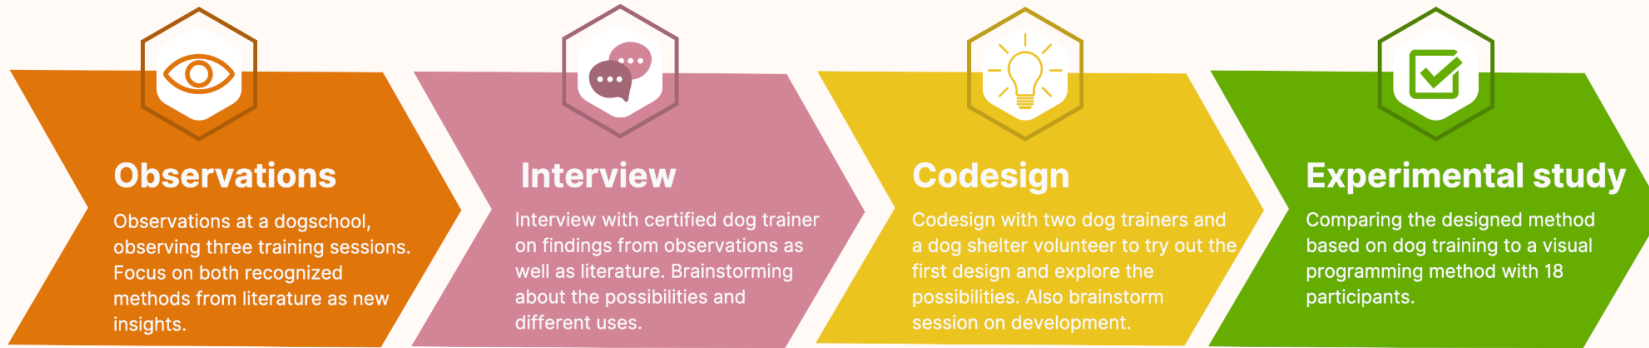 Observations
Observations at a dogschool,
observing three training sessions.
Focus on both recognized
methods from literature as new
insights.
Interview
Interview with certified dog trainer
on findings from observations as
well as literature. Brainstorming
about the possibilities and
different uses.
Codesign
Codesign with two dog trainers and
a dog shelter volunteer to try out the
first design and explore the
possibilities. Also brainstorm
session on development.
Experimental study
Comparing the designed method
based on dog training to a visual
programming method with 18
participants.